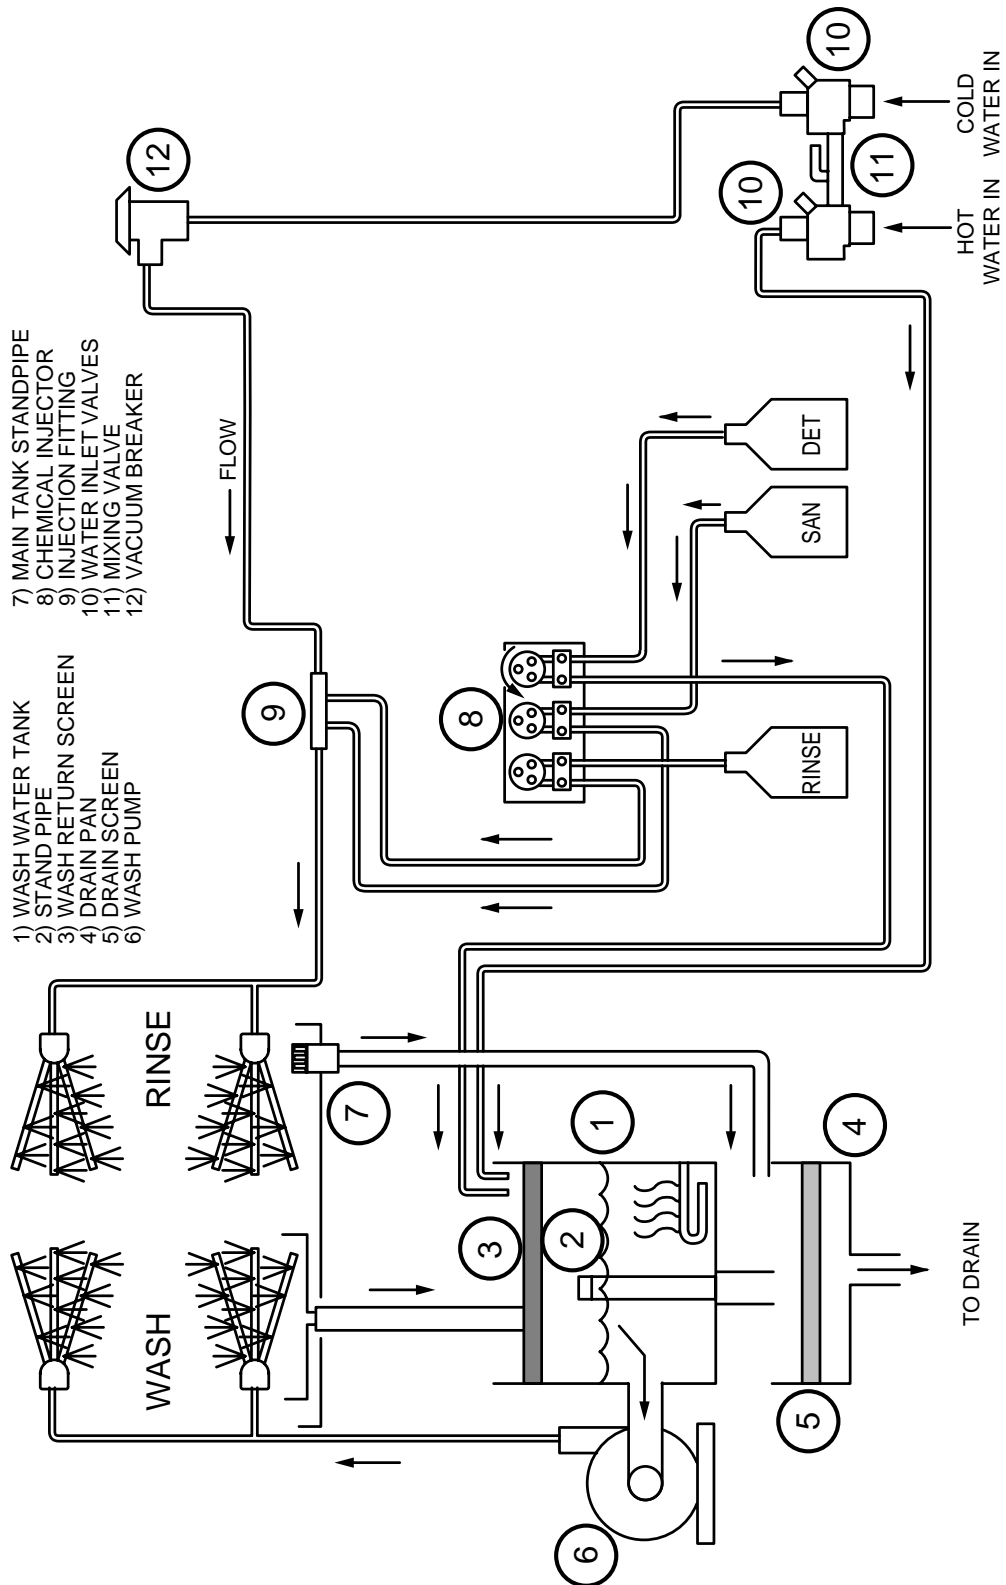 1) WASH WATER TANK
2) STAND PIPE
3) WASH RETURN SCREEN
4) DRAIN PAN
5) DRAIN SCREEN
6) WASH PUMP
7) MAIN TANK STANDPIPE
8) CHEMICAL INJECTOR
9) INJECTION FITTING
10) WATER INLET VALVES
11) MIXING VALVE
12) VACUUM BREAKER
WASH
RINSE
FLOW
12
9
7
8
10
10
11
3
2
1
6
5
4
RINSE
SAN
DET
HOT
WATER IN
COLD
WATER IN
TO DRAIN